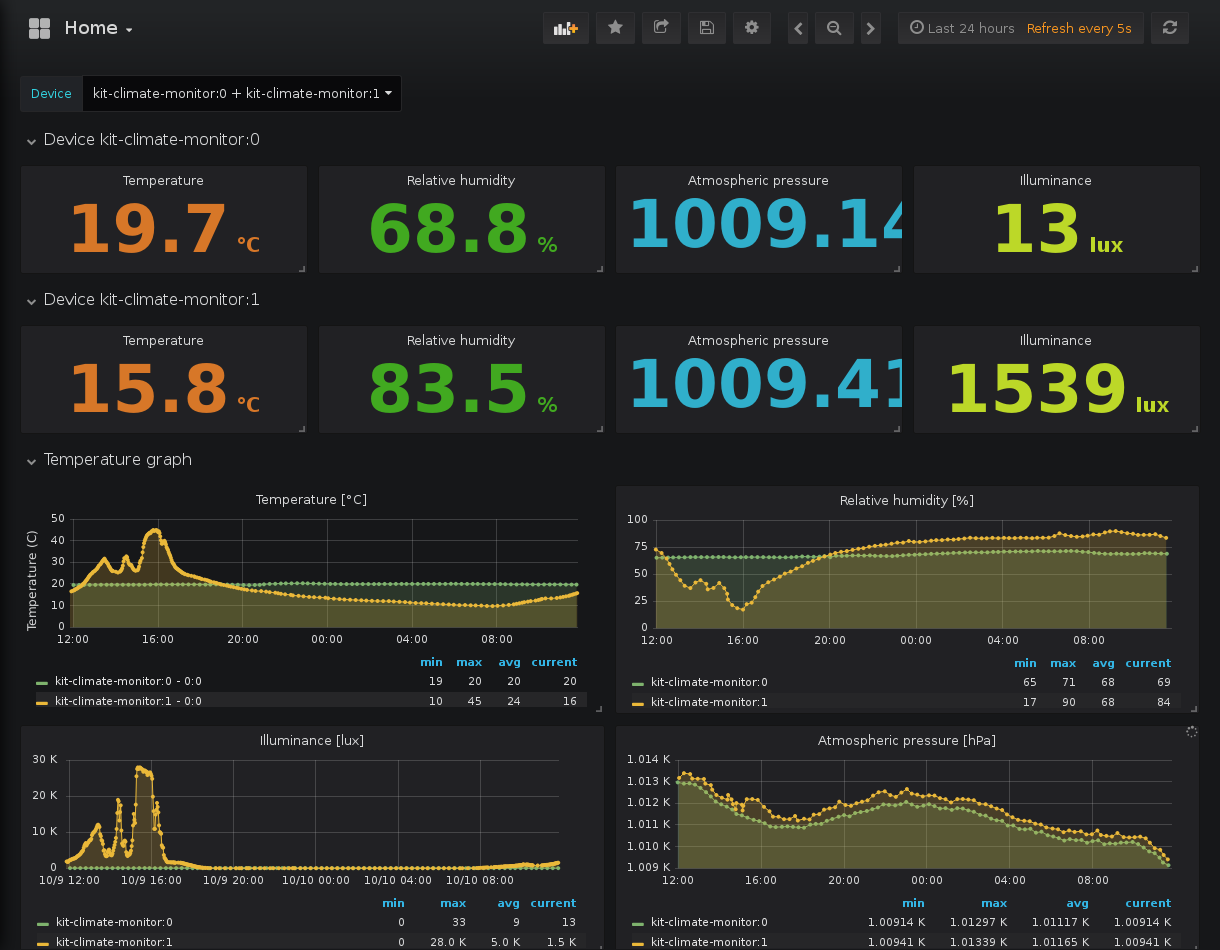 Home
Last 24 hours Refresh every 5s
Device kit-climate-monitor:0 + kit-climate-monitor:1
Device kit-climate-monitor:0
Temperature Relative humidity Atmospheric pressure Illuminance
19.7 °C 68.8 % 1009.14 13 lux
Device kit-climate-monitor:1
Temperature Relative humidity Atmospheric pressure Illuminance
15.8 °C 83.5 % 1009.41 1539 lux
Temperature graph
Temperature [°C]
Temperature (C)
50
40
30
20
10
0
12:00 16:00 20:00 00:00 04:00 08:00
min max avg current
kit-climate-monitor:0 - 0:0 19 20 20 20
kit-climate-monitor:1 - 0:0 10 45 24 16
Relative humidity [%]
100
75
50
25
0
12:00 16:00 20:00 00:00 04:00 08:00
min max avg current
kit-climate-monitor:0 65 71 68 69
kit-climate-monitor:1 17 90 68 84
Illuminance [lux]
30 K
20 K
10 K
0
10/9 12:00 10/9 16:00 10/9 20:00 10/10 00:00 10/10 04:00 10/10 08:00
min max avg current
kit-climate-monitor:0 0 33 9 13
kit-climate-monitor:1 0 28.0 K 5.0 K 1.5 K
Atmospheric pressure [hPa]
1.014 K
1.013 K
1.012 K
1.011 K
1.010 K
1.009 K
12:00 16:00 20:00 00:00 04:00 08:00
min max avg current
kit-climate-monitor:0 1.00914 K 1.01297 K 1.01117 K 1.00914 K
kit-climate-monitor:1 1.00941 K 1.01339 K 1.01165 K 1.00941 K